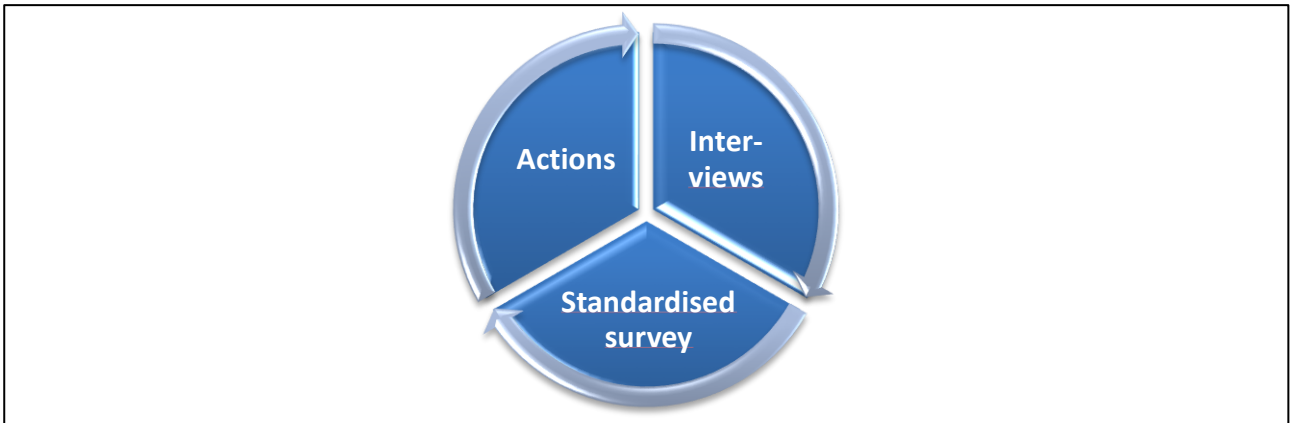 Actions
Inter-
views
Standardised
survey